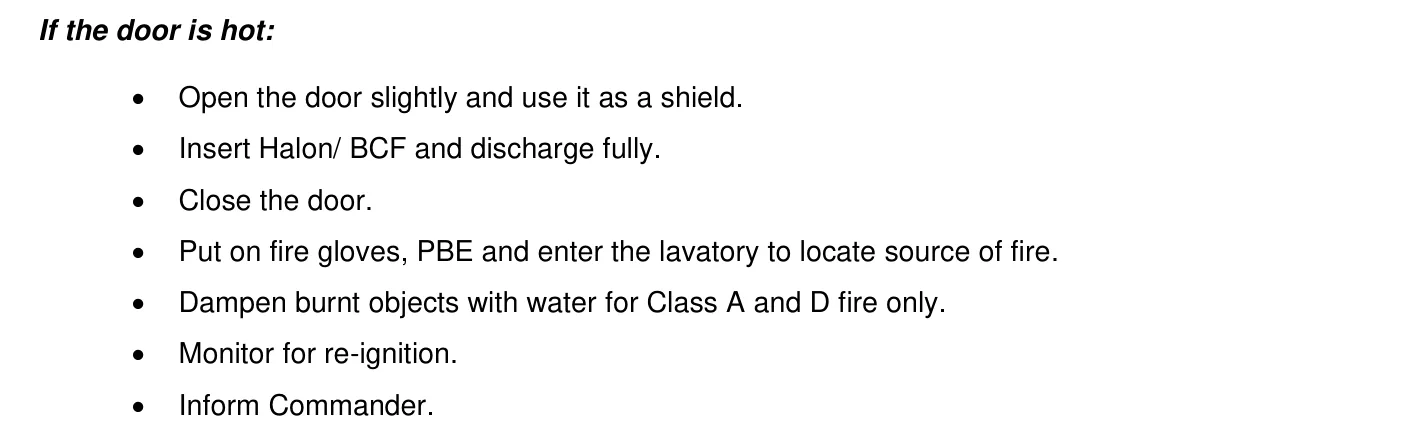 If the door is hot:
• Open the door slightly and use it as a shield.
• Insert Halon/ BCF and discharge fully.
• Close the door.
• Put on fire gloves, PBE and enter the lavatory to locate source of fire.
• Dampen burnt objects with water for Class A and D fire only.
• Monitor for re-ignition.
• Inform Commander.